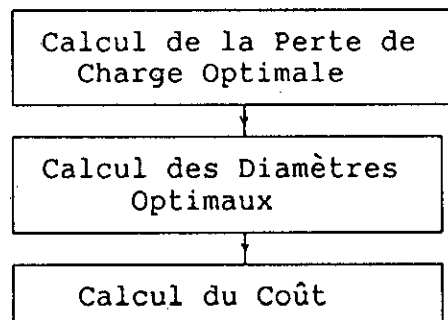 Calcul de la Perte de
Charge Optimale
Calcul des Diamètres
Optimaux
Calcul du Coût